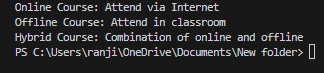 Online Course: Attend via Internet
Offline Course: Attend in classroom
Hybrid Course: Combination of online and offline
PS C:\Users\ranji\OneDrive\Documents\New folder>